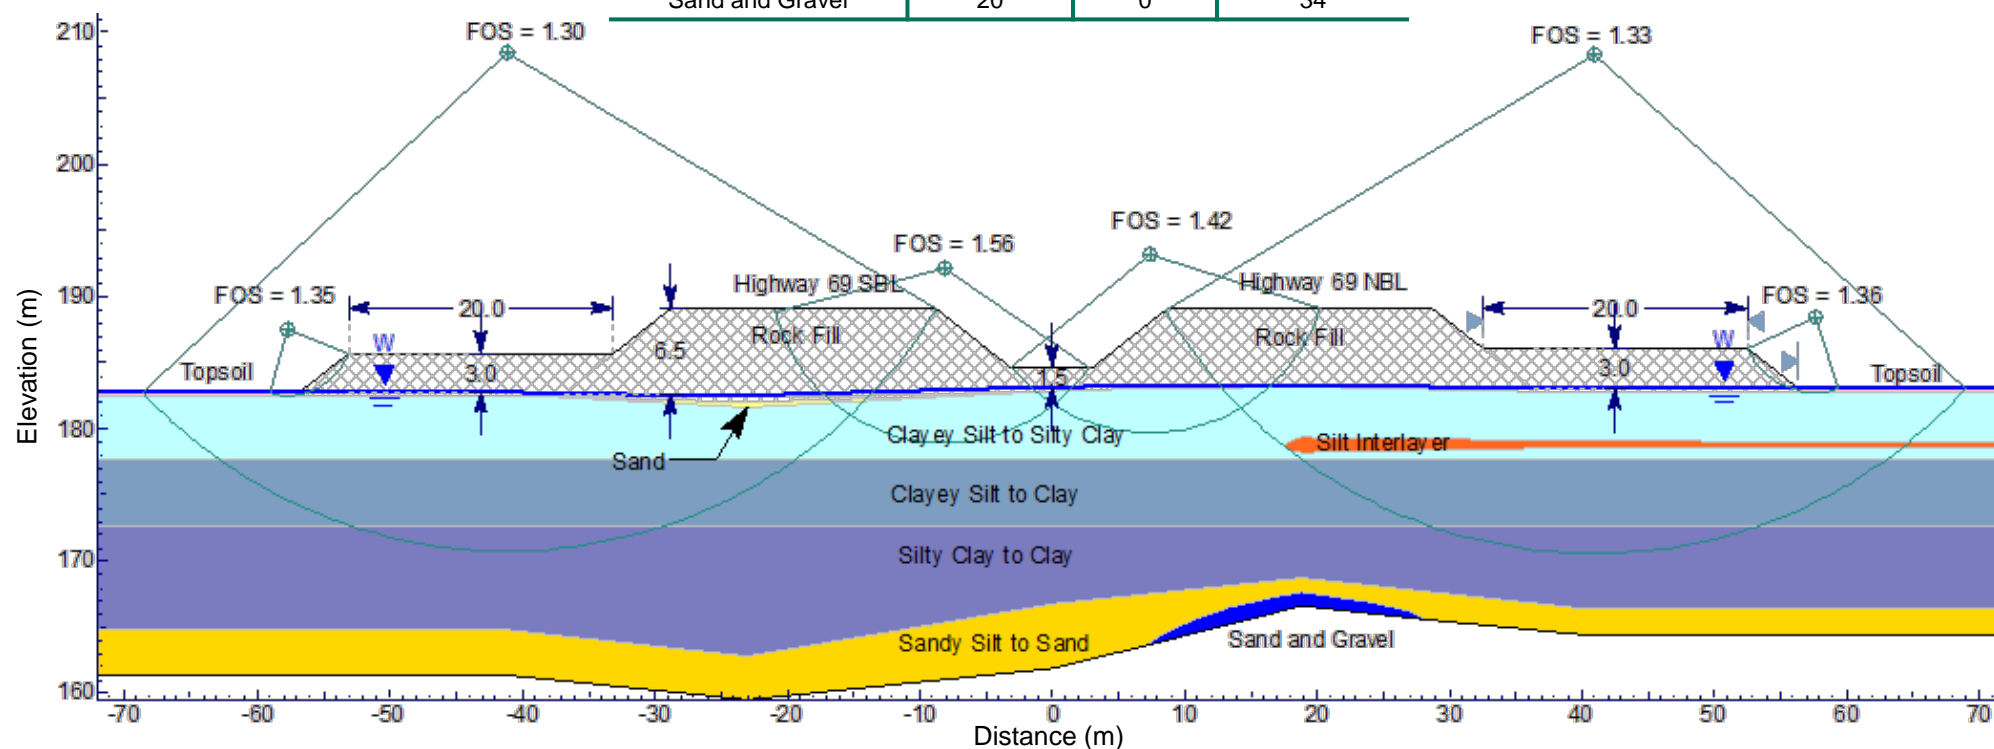 Sand and Gravel 20 0 34
210
FOS = 1.30
FOS = 1.33
200
FOS = 1.56
FOS = 1.42
190
FOS = 1.35
20.0
Highway 69 SBL
Highway 69 NBL
20.0
FOS = 1.36
W
Rock Fill
Rock Fill
W
6.5
Topsoil
3.0
1.5
3.0
Topsoil
180
Clayey Silt to Silty Clay
Silt Interlayer
Sand
Clayey Silt to Clay
170
Silty Clay to Clay
Sandy Silt to Sand
Sand and Gravel
160
Elevation (m)
-70 -60 -50 -40 -30 -20 -10 0 10 20 30 40 50 60 70
Distance (m)